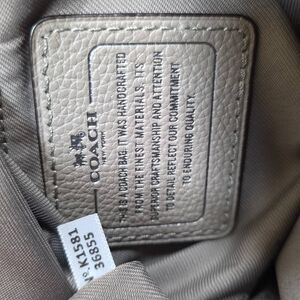 COACH
NEW YORK
THIS IS A COACH BAG. IT WAS HANDCRAFTED
FROM THE FINEST MATERIALS. ITS
SUPERIOR CRAFTSMANSHIP AND ATTENTION
TO DETAIL REFLECT OUR COMMITMENT
TO ENDURING QUALITY.
K1581
36855